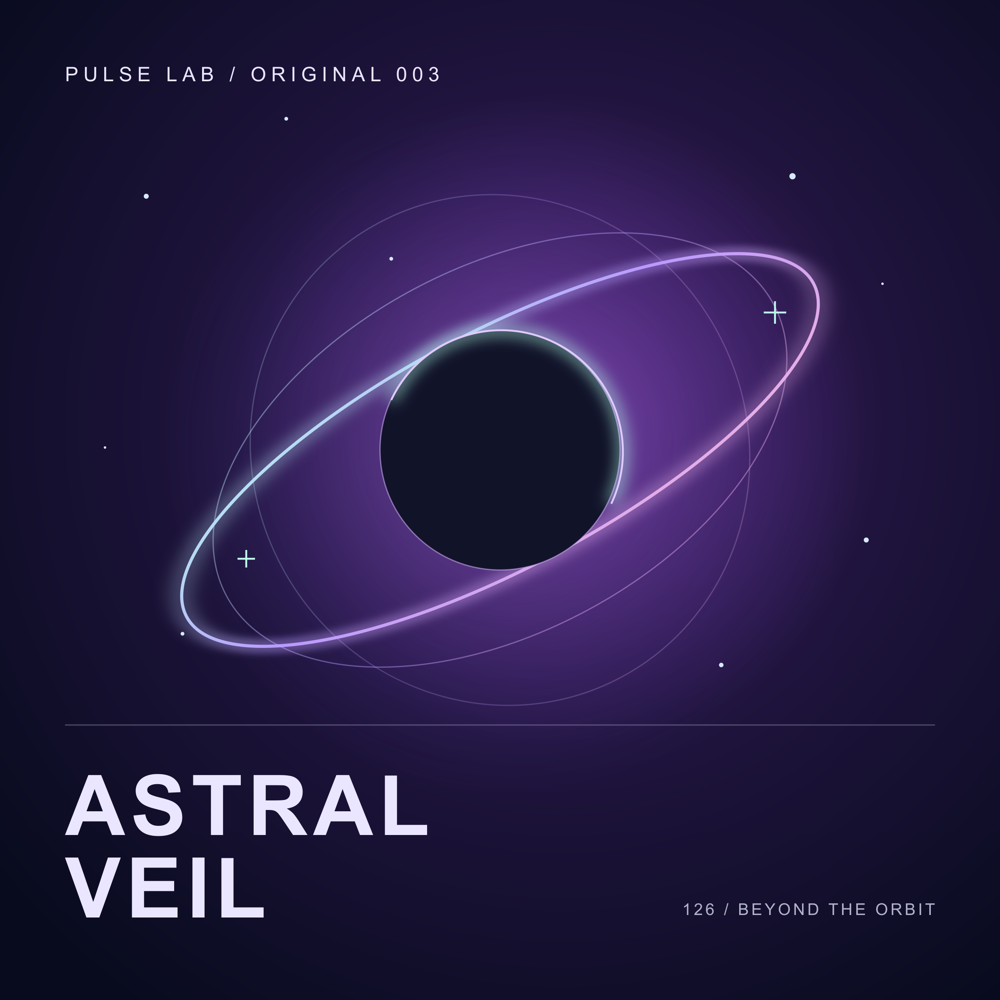 PULSE LAB / ORIGINAL 003
ASTRAL
VEIL
126 / BEYOND THE ORBIT